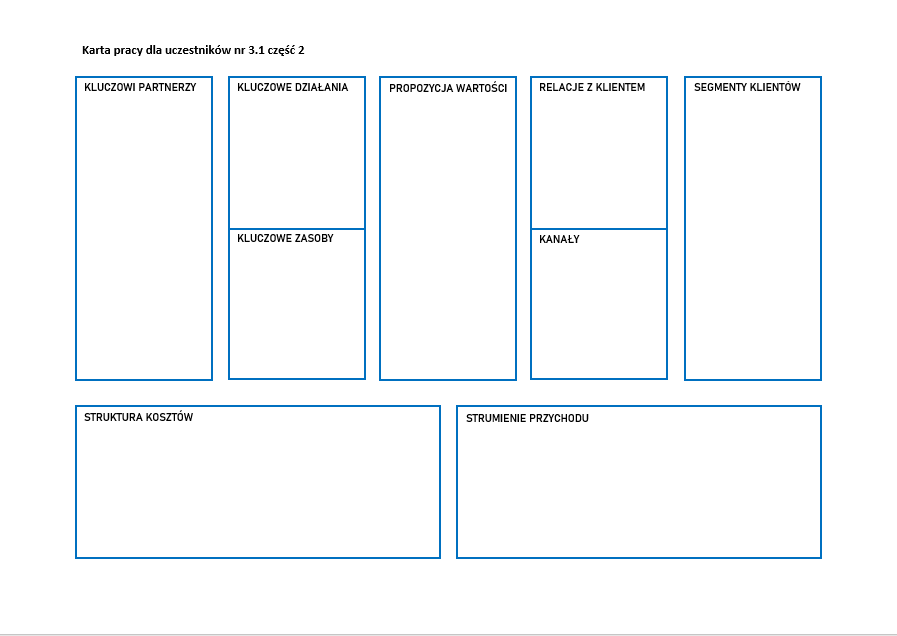 Karta pracy dla uczestników nr 3.1 część 2
KLUCZOWI PARTNERZY
KLUCZOWE DZIAŁANIA
KLUCZOWE ZASOBY
PROPOZYCJA WARTOŚCI
RELACJE Z KLIENTEM
KANAŁY
SEGMENTY KLIENTÓW
STRUKTURA KOSZTÓW
STRUMIENIE PRZYCHODU